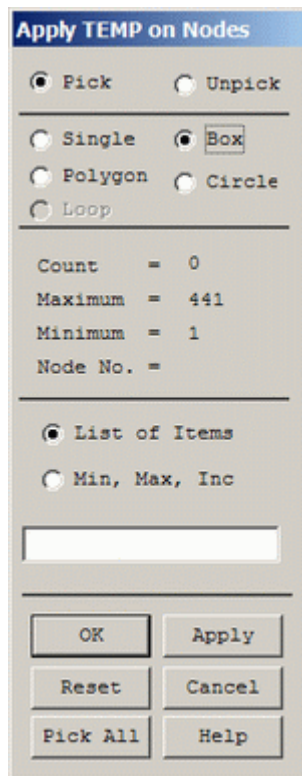 Apply TEMP on Nodes
Pick Unpick
Single Box
Polygon Circle
Loop
Count = 0
Maximum = 441
Minimum = 1
Node No. =
List of Items
Min, Max, Inc
OK Apply
Reset Cancel
Pick All Help